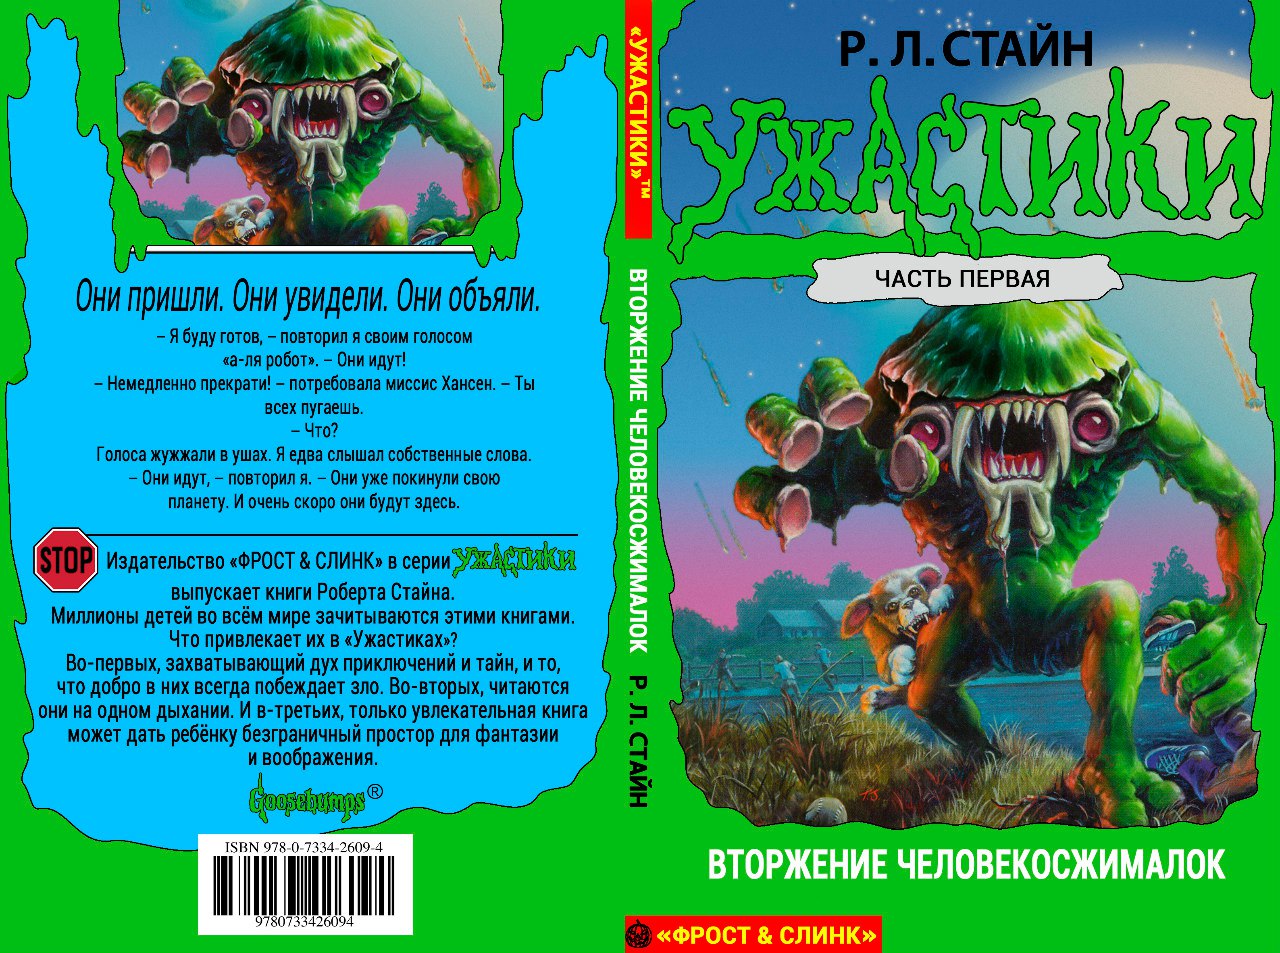 Они пришли. Они увидели. Они объяли.
– Я буду готов, – повторил я своим голосом
«а-ля робот». – Они идут!
– Немедленно прекрати! – потребовала миссис Хансен. – Ты
всех пугаешь.
– Что?
Голоса жужжали в ушах. Я едва слышал собственные слова.
– Они идут, – повторил я. – Они уже покинули свою
планету. И очень скоро они будут здесь.
STOP
Издательство «ФРОСТ & СЛИНК» в серии УЖАСТИКИ
выпускает книги Роберта Стайна.
Миллионы детей во всём мире зачитываются этими книгами.
Что привлекает их в «Ужастиках»?
Во-первых, захватывающий дух приключений и тайн, и то,
что добро в них всегда побеждает зло. Во-вторых, читаются
они на одном дыхании. И в-третьих, только увлекательная книга
может дать ребёнку безграничный простор для фантазии
и воображения.
Goosebumps®
ISBN 978-0-7334-2609-4
9780733426094
«УЖАСТИКИ»™
ВТОРЖЕНИЕ ЧЕЛОВЕКОСЖИМАЛОК
Р. Л. СТАЙН
Р. Л. СТАЙН
УЖАСТИКИ
ЧАСТЬ ПЕРВАЯ
ВТОРЖЕНИЕ ЧЕЛОВЕКОСЖИМАЛОК
«ФРОСТ & СЛИНК»